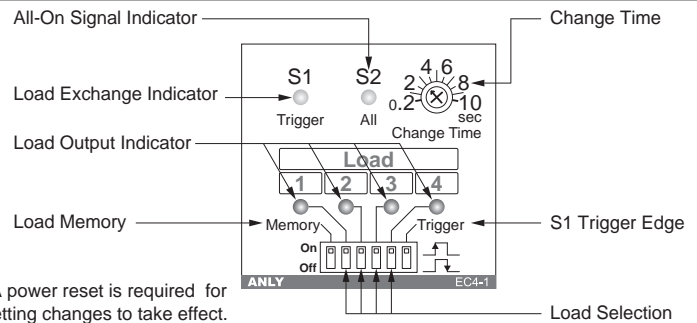 All-On Signal Indicator
Change Time
S1
S2
4 6
2 8
0.2 10
sec
Load Exchange Indicator
Trigger
All
Change Time
Load Output Indicator
Load
1 2 3 4
Load Memory
Memory
Trigger
S1 Trigger Edge
On
Off
ANLY
EC4-1
power reset is required for
changes to take effect.
Load Selection